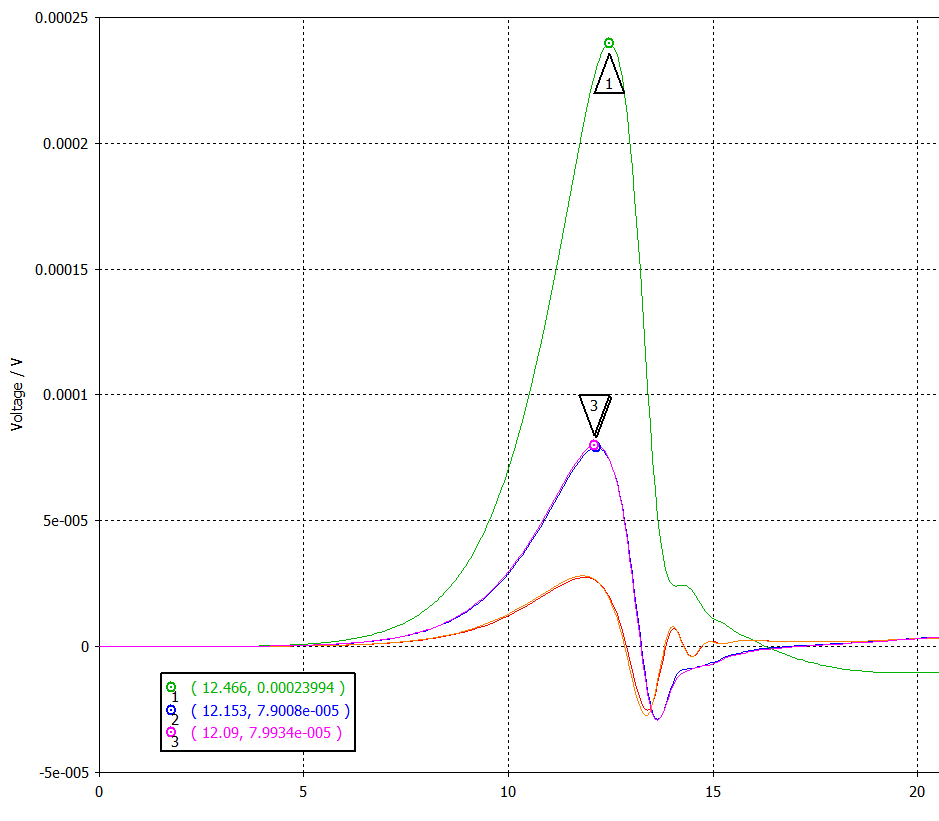 0.00025
0.0002
0.00015
0.0001
5e-005
0
-5e-005
Voltage / V
1
3
1 ( 12.466, 0.00023994 )
2 ( 12.153, 7.9008e-005 )
3 ( 12.09, 7.9934e-005 )
0 5 10 15 20